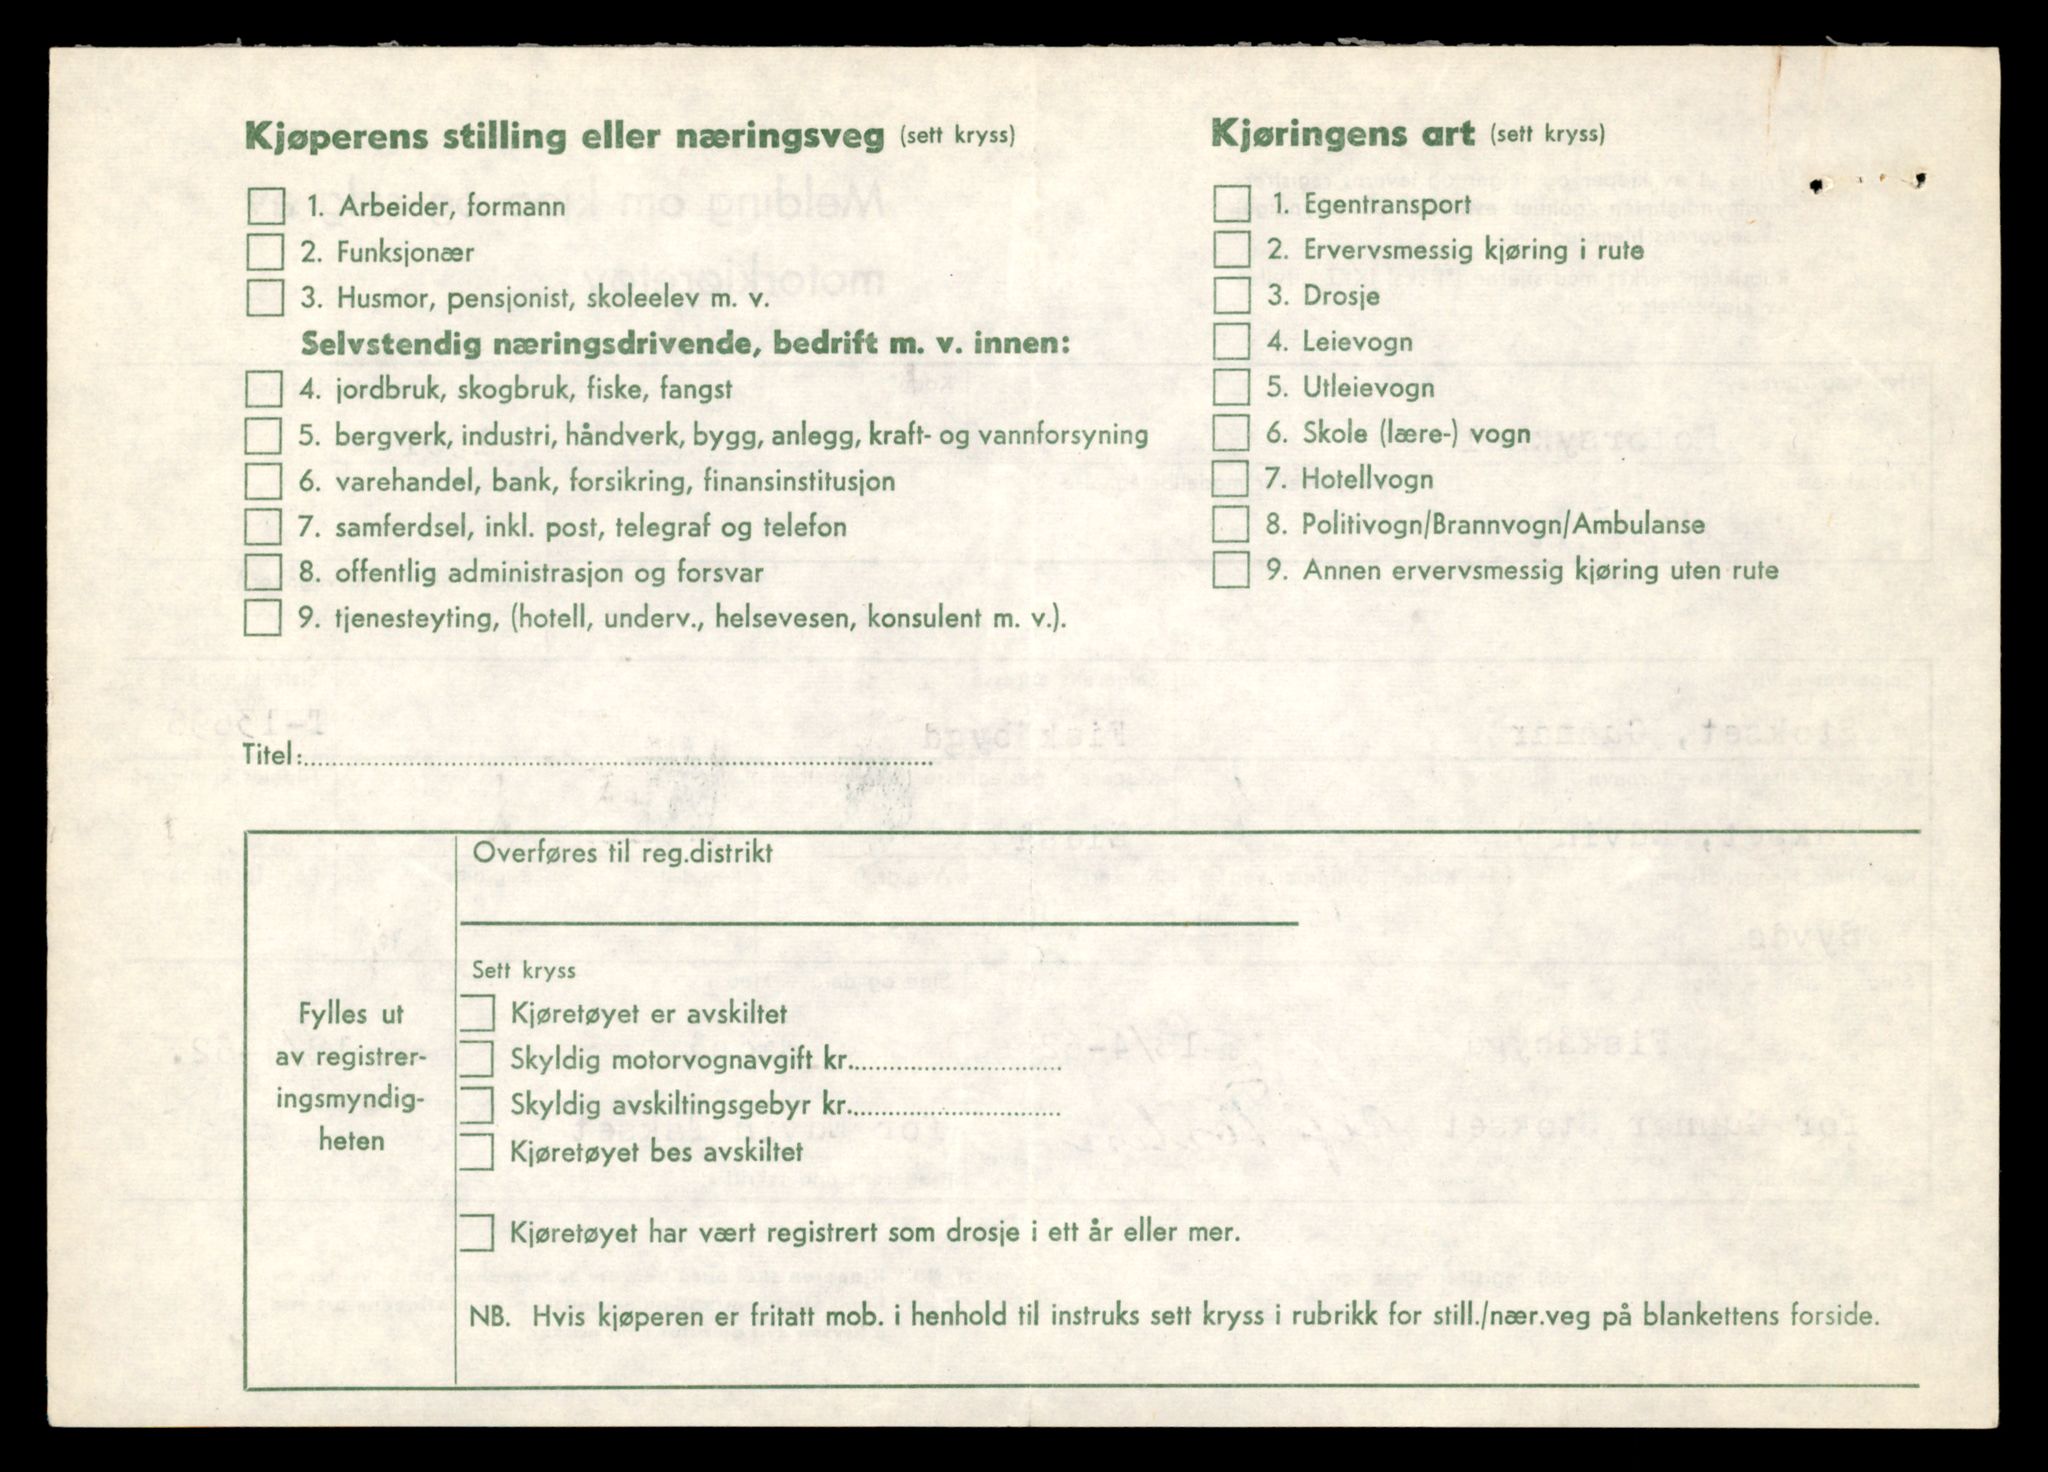 Kjøperens stilling eller næringsveg (sett kryss)
1. Arbeider, formann
2. Funksjonær
3. Husmor, pensjonist, skoleelev m. v.
Selvstendig næringsdrivende, bedrift m. v. innen:
4. jordbruk, skogbruk, fiske, fangst
5. bergverk, industri, håndverk, bygg, anlegg, kraft- og vannforsyning
6. varehandel, bank, forsikring, finansinstitusjon
7. samferdsel, inkl. post, telegraf og telefon
8. offentlig administrasjon og forsvar
9. tjenesteyting, (hotell, underv., helsevesen, konsulent m. v.).
Kjøringens art (sett kryss)
1. Egentransport
2. Ervervsmessig kjøring i rute
3. Drosje
4. Leievogn
5. Utleievogn
6. Skole (lære-) vogn
7. Hotellvogn
8. Politivogn/Brannvogn/Ambulanse
9. Annen ervervsmessig kjøring uten rute
Titel:
Fylles ut
av registrer-
ingsmyndig-
heten
Overføres til reg.distrikt
Sett kryss
Kjøretøyet er avskiltet
Skyldig motorvognavgift kr.
Skyldig avskiltingsgebyr kr.
Kjøretøyet bes avskiltet
Kjøretøyet har vært registrert som drosje i ett år eller mer.
NB. Hvis kjøperen er fritatt mob. i henhold til instruks sett kryss i rubrikk for still./nær.veg på blankettens forside.